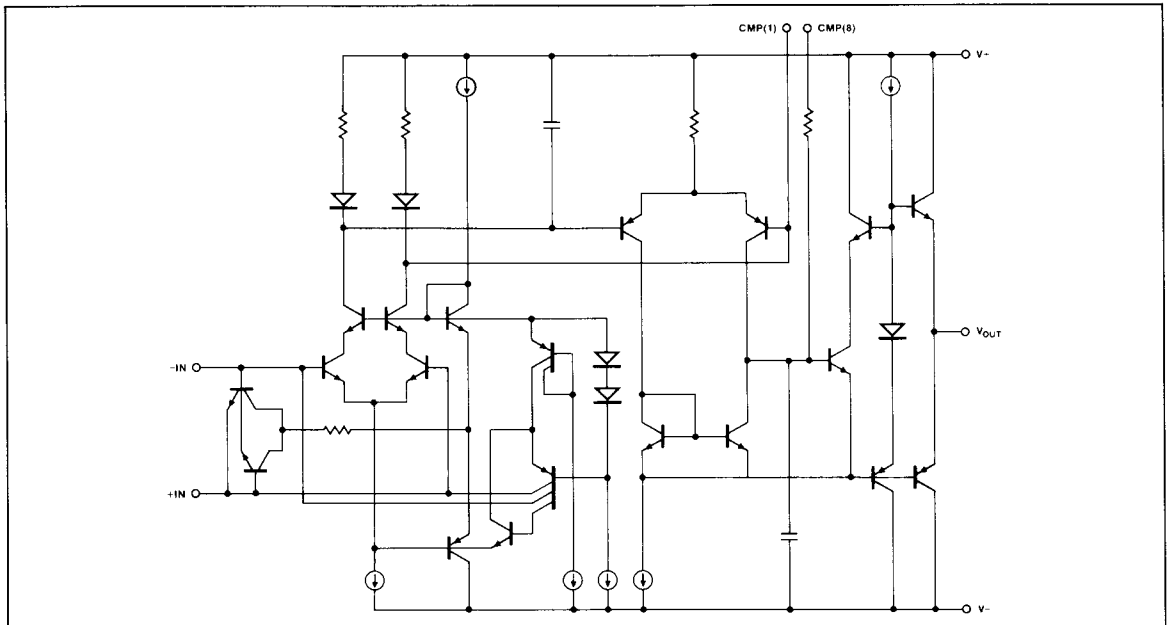 CMP(1) CMP(8)
V+
VOUT
-IN
+IN
V-